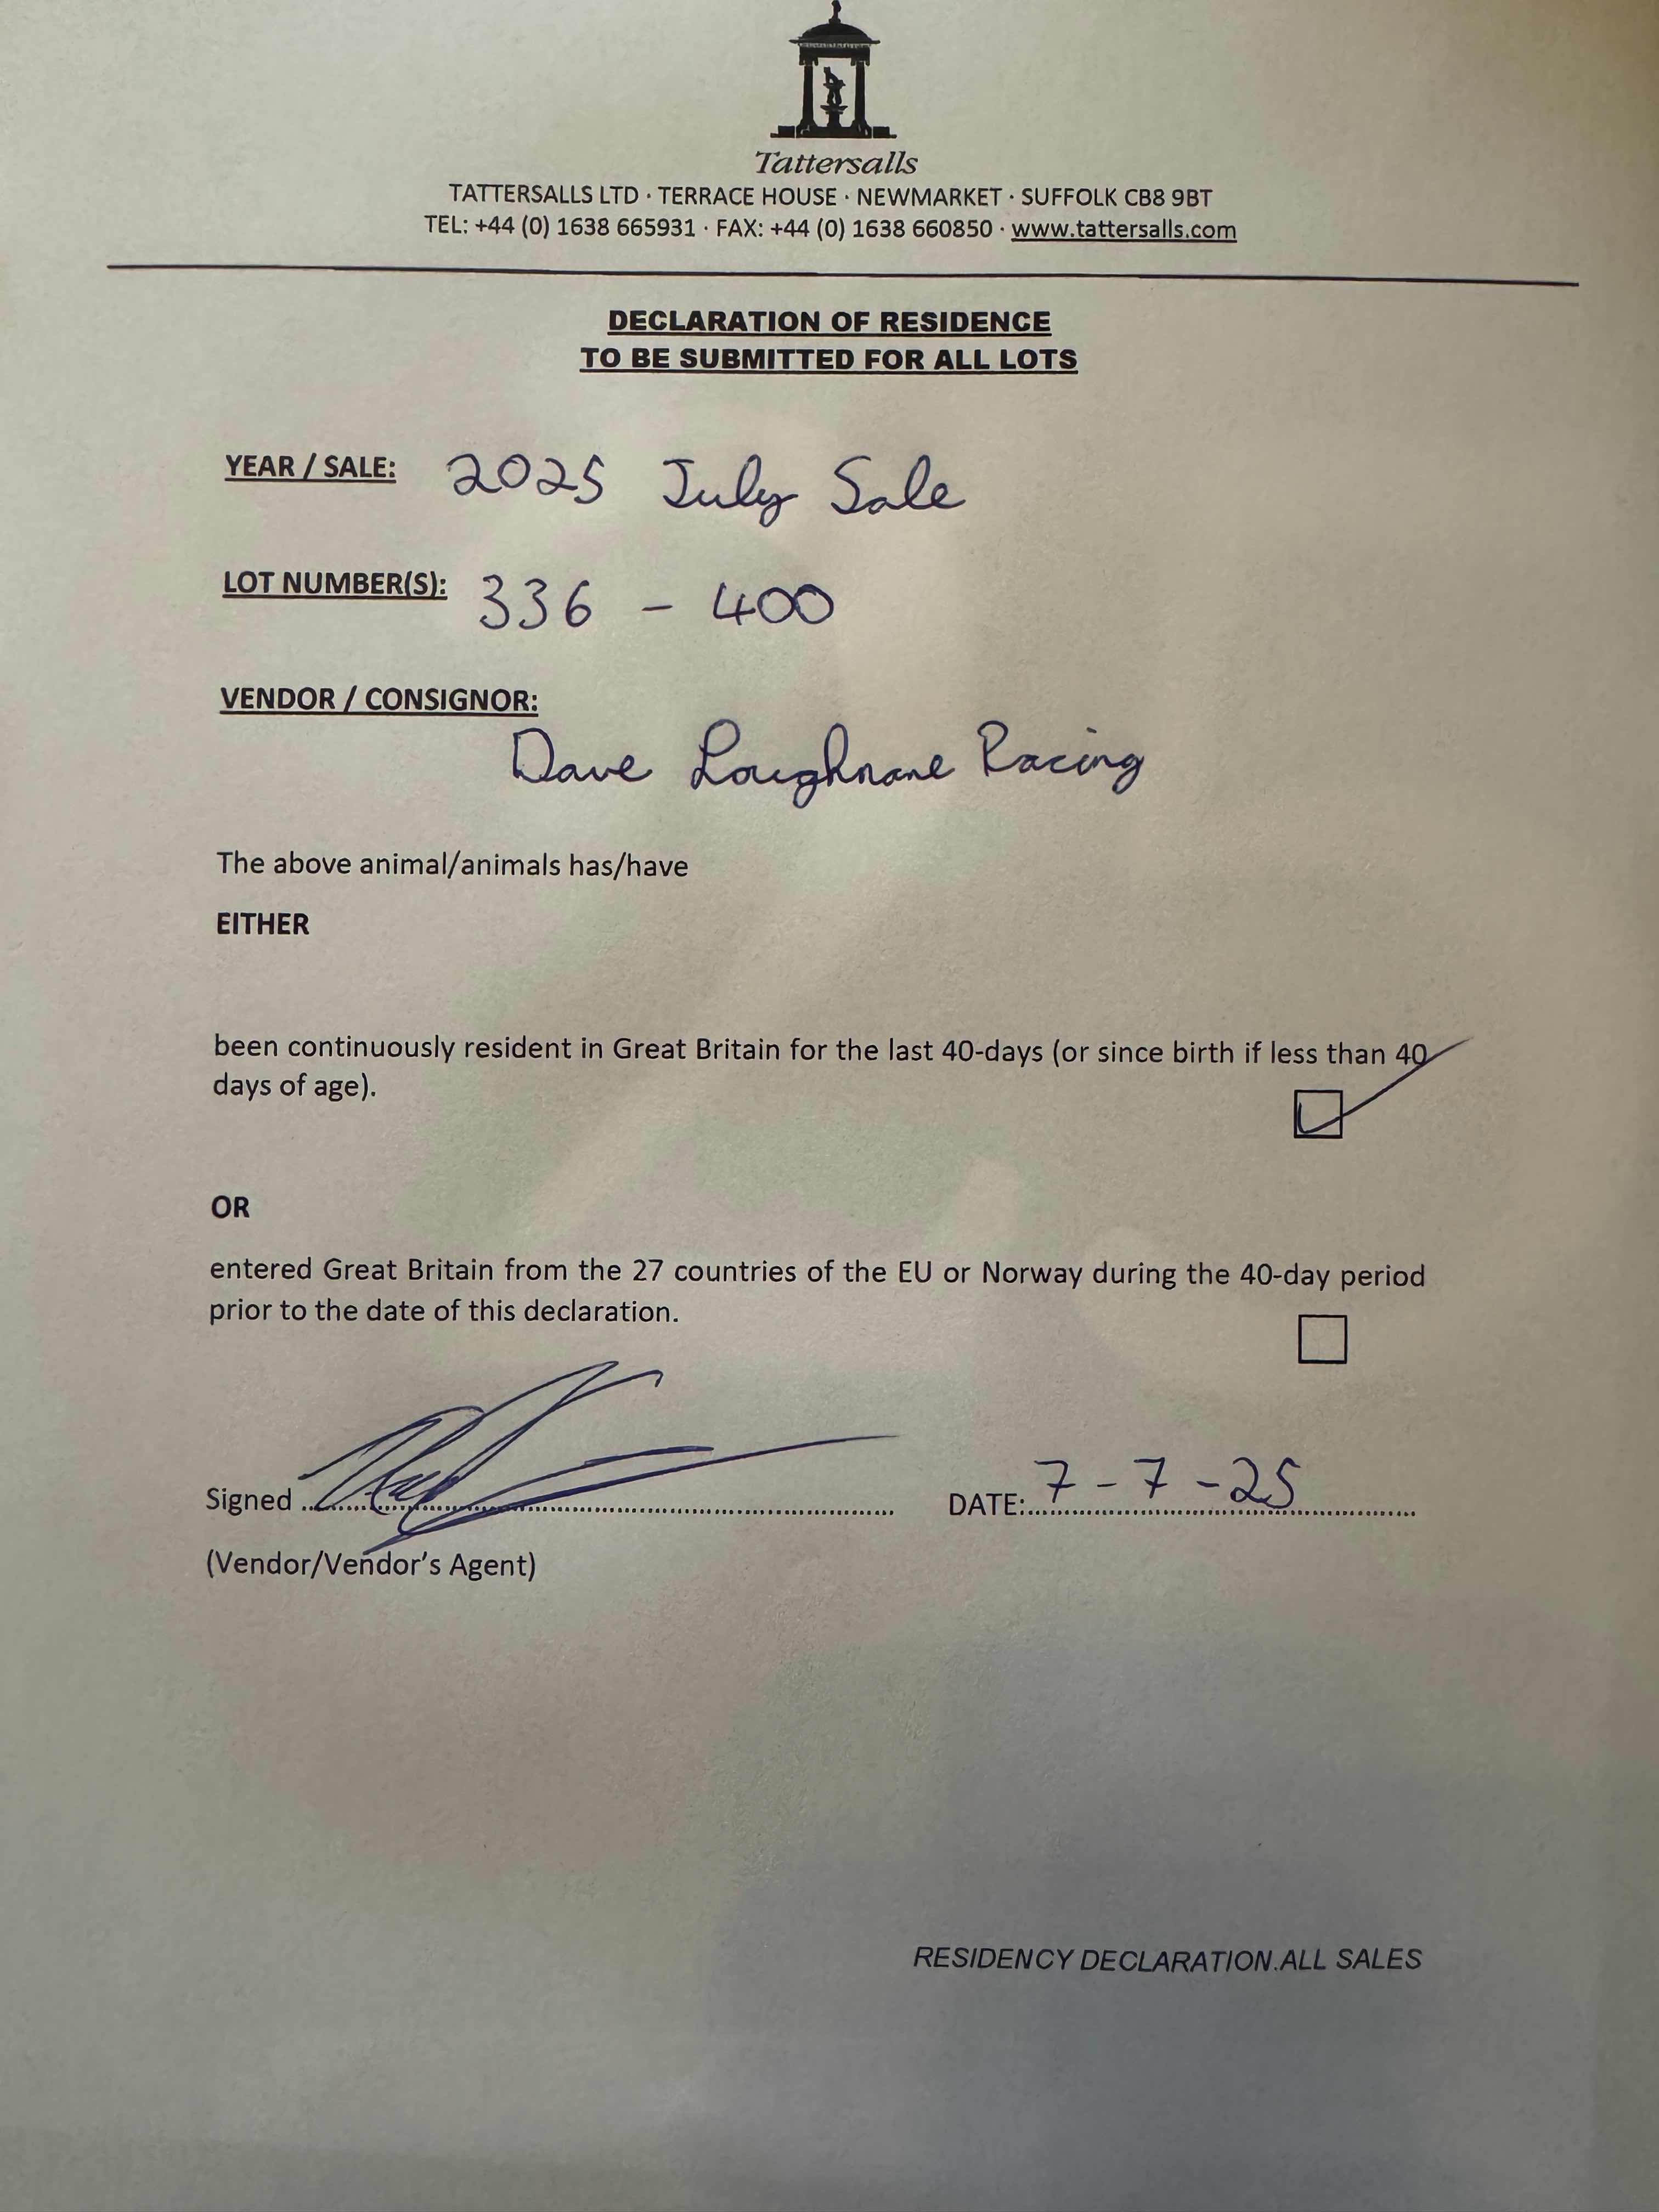 Tattersalls
TATTERSALLS LTD · TERRACE HOUSE · NEWMARKET · SUFFOLK CB8 9BT
TEL: +44 (0) 1638 665931 · FAX: +44 (0) 1638 660850 · www.tattersalls.com
DECLARATION OF RESIDENCE
TO BE SUBMITTED FOR ALL LOTS
YEAR / SALE: 2025 July Sale
LOT NUMBER(S): 336 - 400
VENDOR / CONSIGNOR:
Dave Loughnane Racing
The above animal/animals has/have
EITHER
been continuously resident in Great Britain for the last 40-days (or since birth if less than 40
days of age).
OR
entered Great Britain from the 27 countries of the EU or Norway during the 40-day period
prior to the date of this declaration.
Signed DATE: 7-7-25
(Vendor/Vendor's Agent)
RESIDENCY DECLARATION.ALL SALES